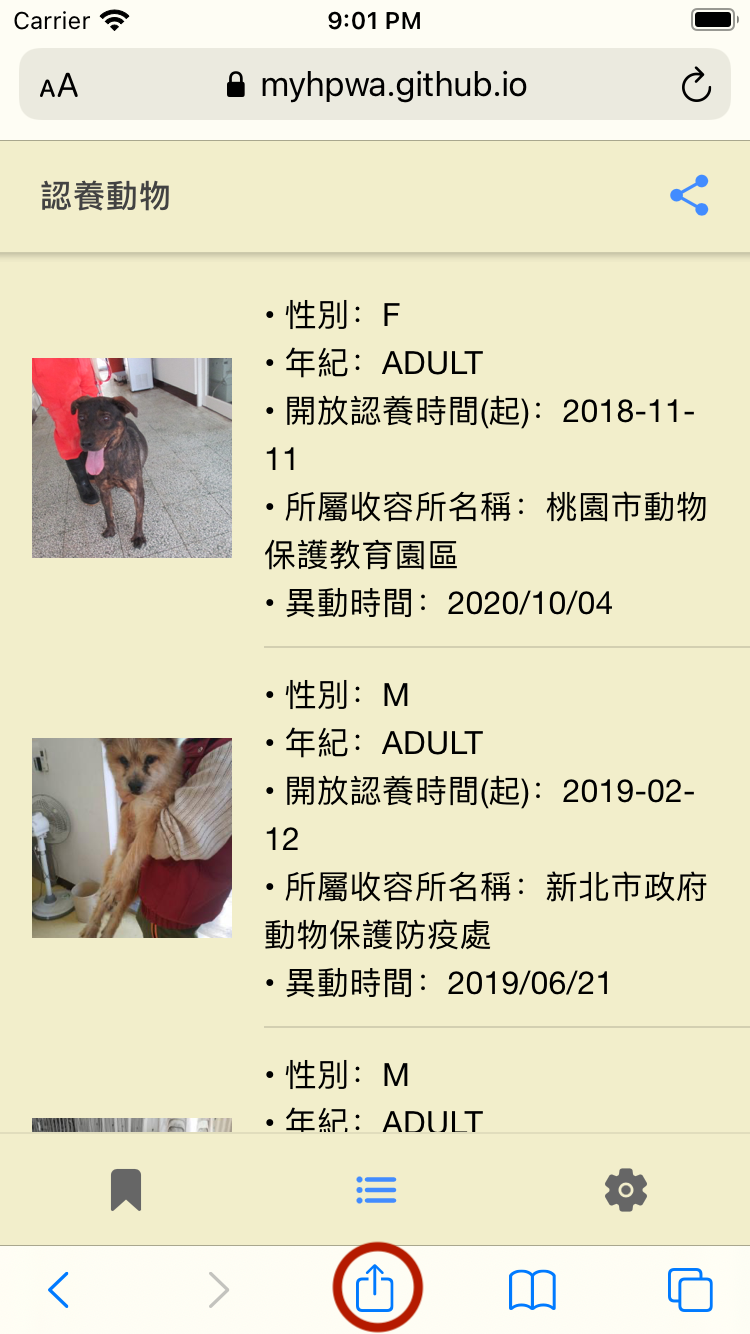 Carrier 9:01 PM
AA myhpwa.github.io
認養動物
• 性別：F
• 年紀：ADULT
• 開放認養時間(起)：2018-11-
11
• 所屬收容所名稱：桃園市動物
保護教育園區
• 異動時間：2020/10/04
• 性別：M
• 年紀：ADULT
• 開放認養時間(起)：2019-02-
12
• 所屬收容所名稱：新北市政府
動物保護防疫處
• 異動時間：2019/06/21
• 性別：M
• 年紀：ADULT